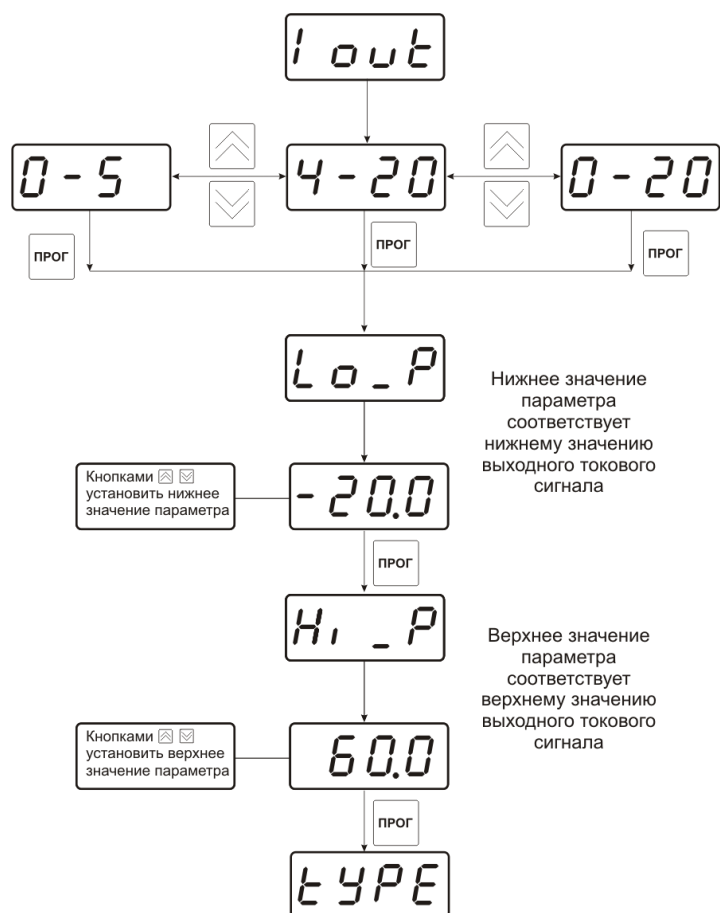 I out
0 - 5
4 - 20
0 - 20
ПРОГ
ПРОГ
ПРОГ
Lo_P
Нижнее значение
параметра
соответствует
нижнему значению
выходного токового
сигнала
Кнопками
установить нижнее
значение параметра
-20.0
ПРОГ
Hi_P
Верхнее значение
параметра
соответствует
верхнему значению
выходного токового
сигнала
Кнопками
установить верхнее
значение параметра
60.0
ПРОГ
tYPE